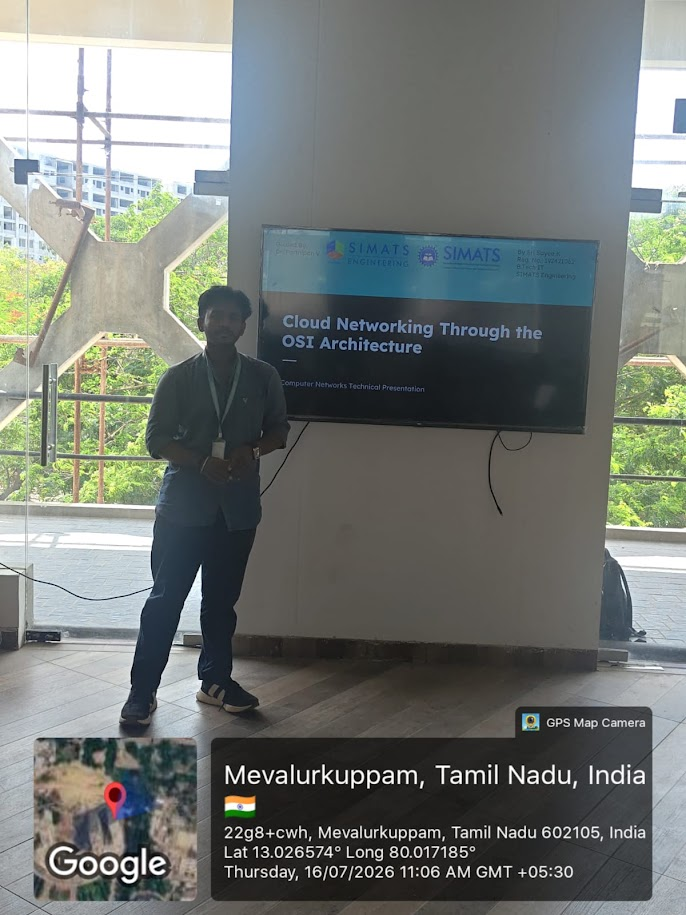 SIMATS
ENGINEERING
SIMATS
SIMATS Engineering
Cloud Networking Through the
OSI Architecture
Computer Networks Technical Presentation
GPS Map Camera
Mevalurkuppam, Tamil Nadu, India
22g8+cwh, Mevalurkuppam, Tamil Nadu 602105, India
Lat 13.026574° Long 80.017185°
Thursday, 16/07/2026 11:06 AM GMT +05:30
Google